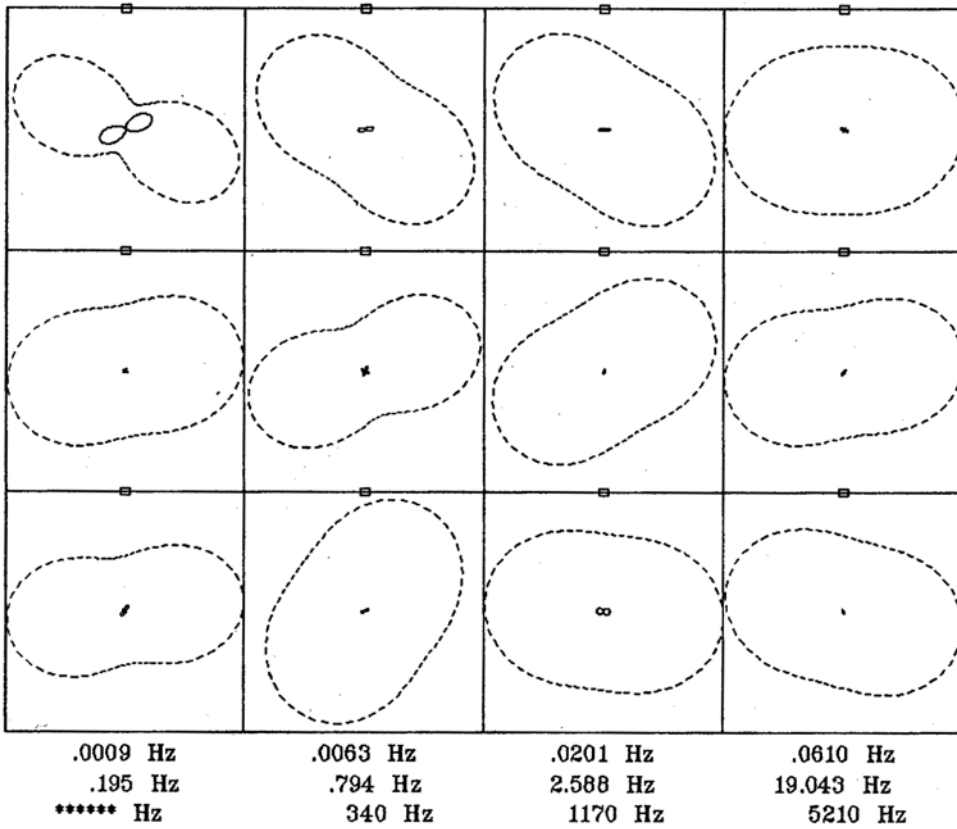 .0009 Hz .0063 Hz .0201 Hz .0610 Hz
.195 Hz .794 Hz 2.588 Hz 19.043 Hz
****** Hz 340 Hz 1170 Hz 5210 Hz